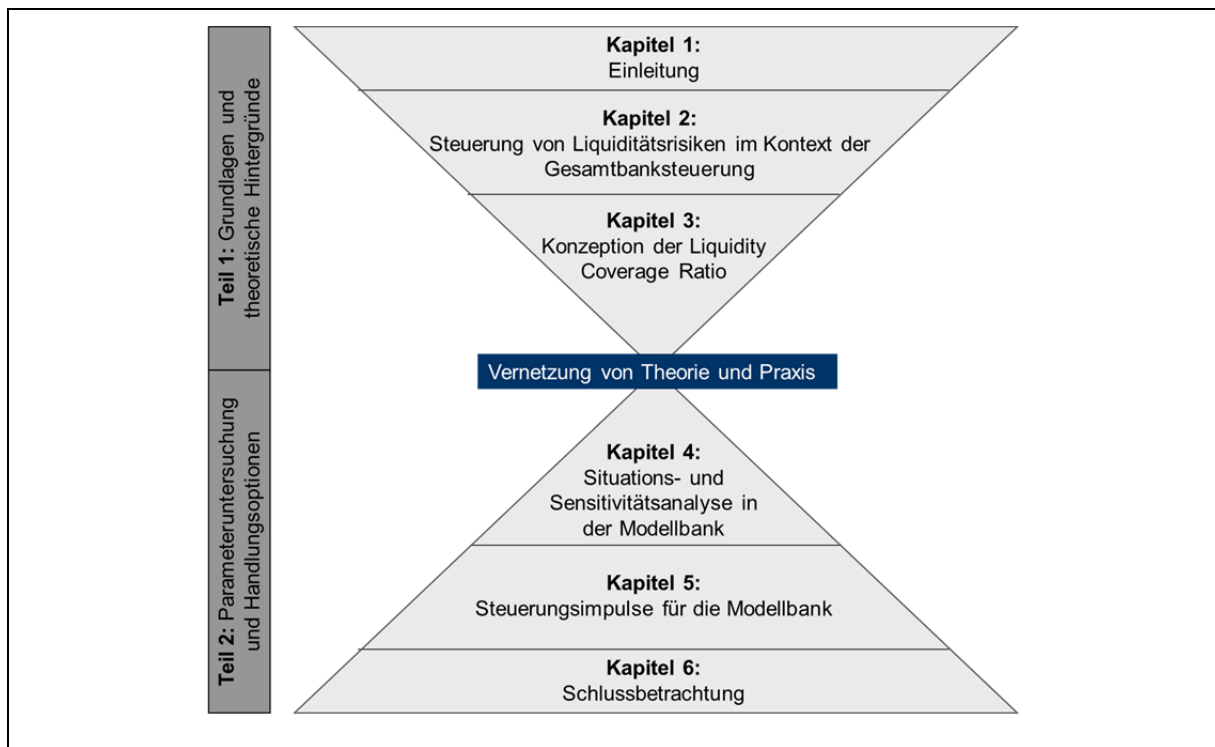 Teil 1: Grundlagen und
theoretische Hintergründe
Kapitel 1:
Einleitung
Kapitel 2:
Steuerung von Liquiditätsrisiken im Kontext der
Gesamtbanksteuerung
Kapitel 3:
Konzeption der Liquidity
Coverage Ratio
Vernetzung von Theorie und Praxis
Teil 2: Parameteruntersuchung
und Handlungsoptionen
Kapitel 4:
Situations- und
Sensitivitätsanalyse in
der Modellbank
Kapitel 5:
Steuerungsimpulse für die Modellbank
Kapitel 6:
Schlussbetrachtung